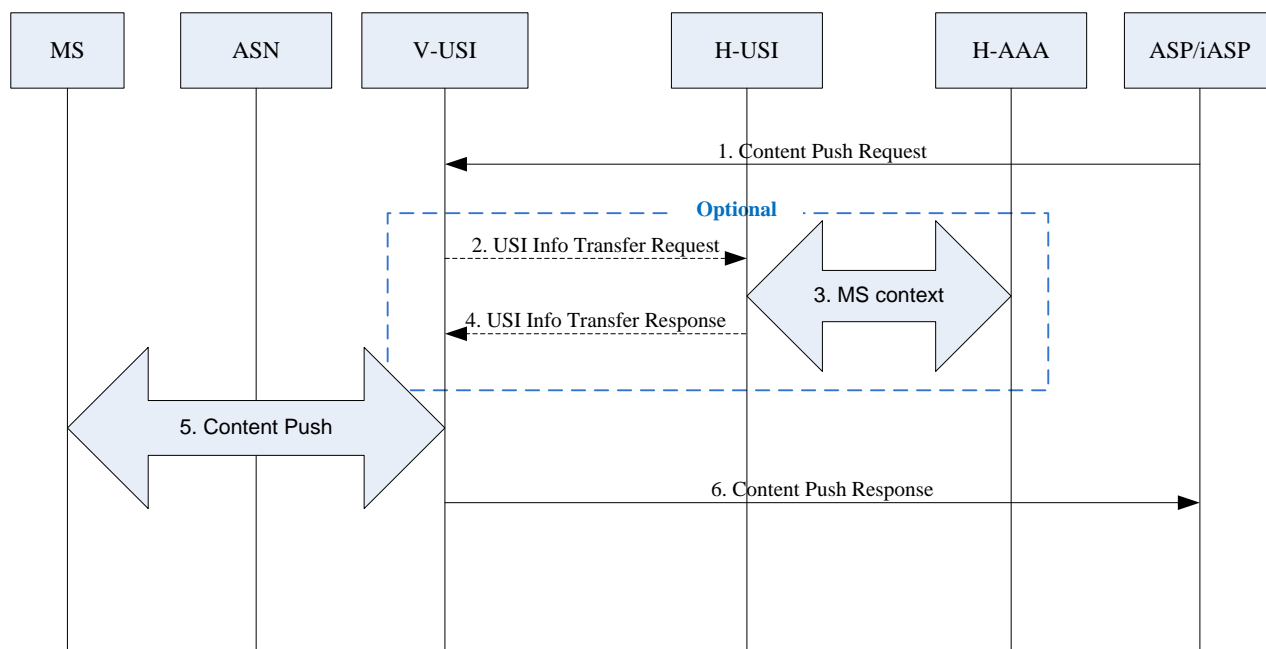 MS
ASN
V-USI
H-USI
H-AAA
ASP/iASP
1. Content Push Request
Optional
2. USI Info Transfer Request
3. MS context
4. USI Info Transfer Response
5. Content Push
6. Content Push Response